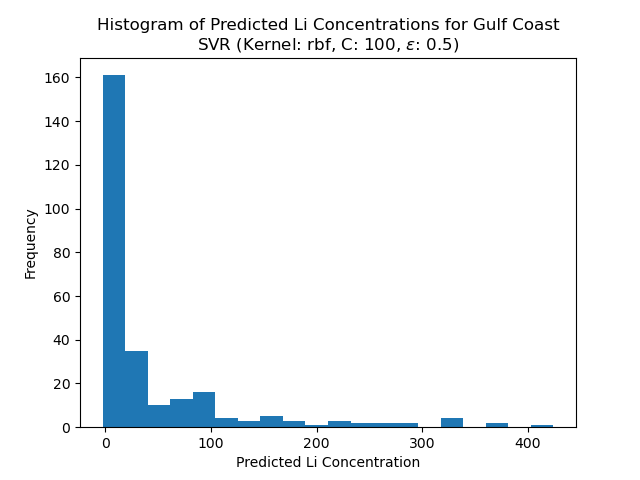 Histogram of Predicted Li Concentrations for Gulf Coast
SVR (Kernel: rbf, C: 100, ε: 0.5)
160
140
120
100
80
60
40
20
0
Frequency
0 100 200 300 400
Predicted Li Concentration